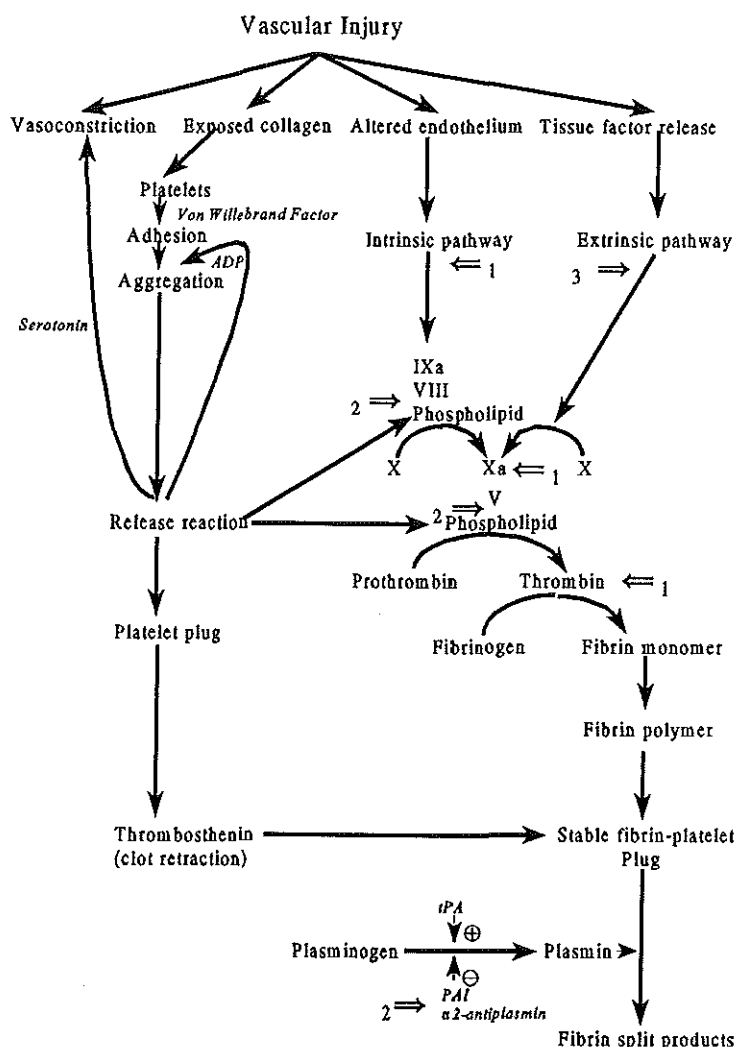 Vascular Injury
Vasoconstriction Exposed collagen Altered endothelium Tissue factor release
Platelets
Von Willebrand Factor
Adhesion
ADP
Aggregation
Serotonin
Intrinsic pathway
⇐ 1
Extrinsic pathway
3 ⇒
IXa
VIII
2 ⇒
Phospholipid
X Xa ⇐ 1 X
Release reaction
V
2 ⇒
Phospholipid
Prothrombin Thrombin ⇐ 1
Platelet plug
Fibrinogen Fibrin monomer
Fibrin polymer
Thrombosthenin
(clot retraction)
Stable fibrin-platelet
Plug
tPA
⊕
Plasminogen Plasmin
⊖
2 ⇒
PAI
α2-antiplasmin
Fibrin split products